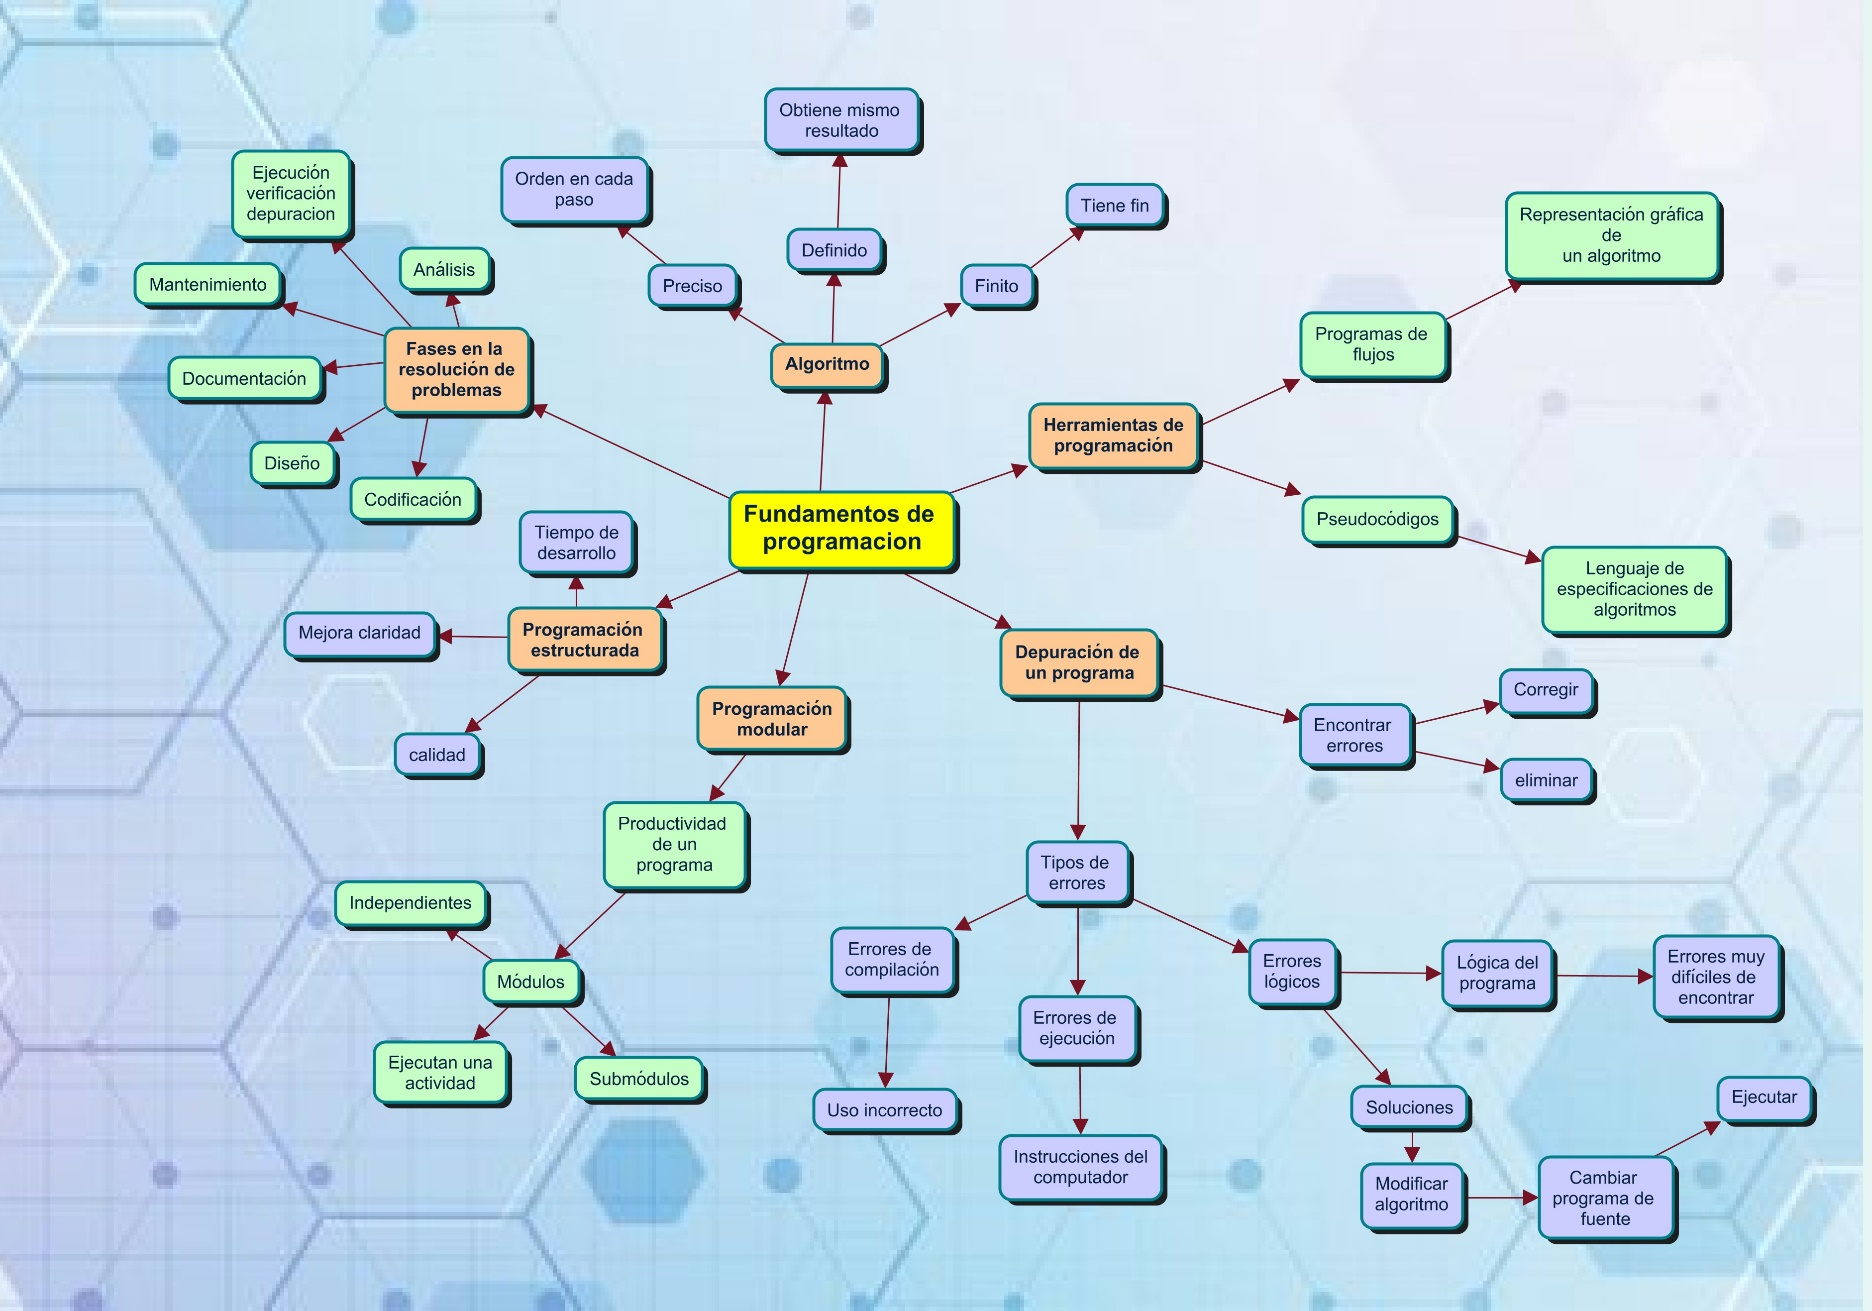 Obtiene mismo
resultado
Ejecución
verificación
depuracion
Orden en cada
paso
Tiene fin
Representación gráfica
de
un algoritmo
Definido
Análisis
Mantenimiento
Preciso
Finito
Programas de
flujos
Fases en la
resolución de
problemas
Algoritmo
Documentación
Herramientas de
programación
Diseño
Codificación
Fundamentos de
programacion
Pseudocódigos
Tiempo de
desarrollo
Lenguaje de
especificaciones de
algoritmos
Mejora claridad
Programación
estructurada
Depuración de
un programa
Corregir
Programación
modular
Encontrar
errores
calidad
eliminar
Productividad
de un
programa
Tipos de
errores
Independientes
Errores de
compilación
Errores
lógicos
Lógica del
programa
Errores muy
difíciles de
encontrar
Módulos
Errores de
ejecución
Ejecutan una
actividad
Submódulos
Uso incorrecto
Soluciones
Ejecutar
Instrucciones del
computador
Modificar
algoritmo
Cambiar
programa de
fuente